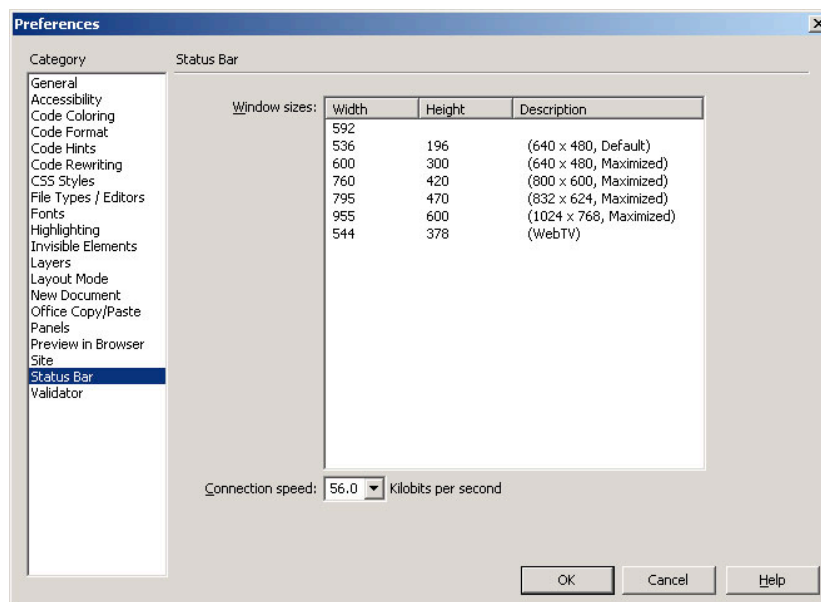 Preferences
Category
Status Bar
General
Accessibility
Code Coloring
Code Format
Code Hints
Code Rewriting
CSS Styles
File Types / Editors
Fonts
Highlighting
Invisible Elements
Layers
Layout Mode
New Document
Office Copy/Paste
Panels
Preview in Browser
Site
Status Bar
Validator
Window sizes:
Width Height Description
592
536 196 (640 x 480, Default)
600 300 (640 x 480, Maximized)
760 420 (800 x 600, Maximized)
795 470 (832 x 624, Maximized)
955 600 (1024 x 768, Maximized)
544 378 (WebTV)
Connection speed: 56.0 Kilobits per second
OK Cancel Help